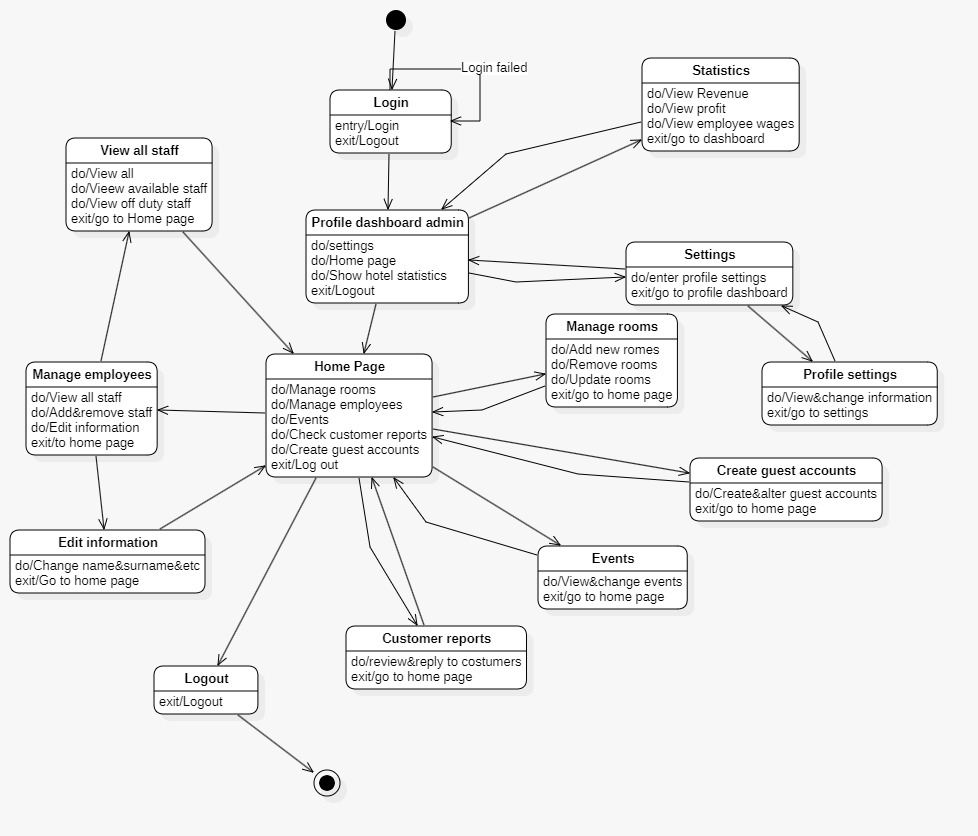 Login failed
Login
entry/Login
exit/Logout
Statistics
do/View Revenue
do/View profit
do/View employee wages
exit/go to dashboard
View all staff
do/View all
do/Vieew available staff
do/View off duty staff
exit/go to Home page
Profile dashboard admin
do/settings
do/Home page
do/Show hotel statistics
exit/Logout
Settings
do/enter profile settings
exit/go to profile dashboard
Manage rooms
do/Add new romes
do/Remove rooms
do/Update rooms
exit/go to home page
Home Page
do/Manage rooms
do/Manage employees
do/Events
do/Check customer reports
do/Create guest accounts
exit/Log out
Manage employees
do/View all staff
do/Add&remove staff
do/Edit information
exit/to home page
Profile settings
do/View&change information
exit/go to settings
Create guest accounts
do/Create&alter guest accounts
exit/go to home page
Edit information
do/Change name&surname&etc
exit/Go to home page
Events
do/View&change events
exit/go to home page
Customer reports
do/review&reply to costumers
exit/go to home page
Logout
exit/Logout